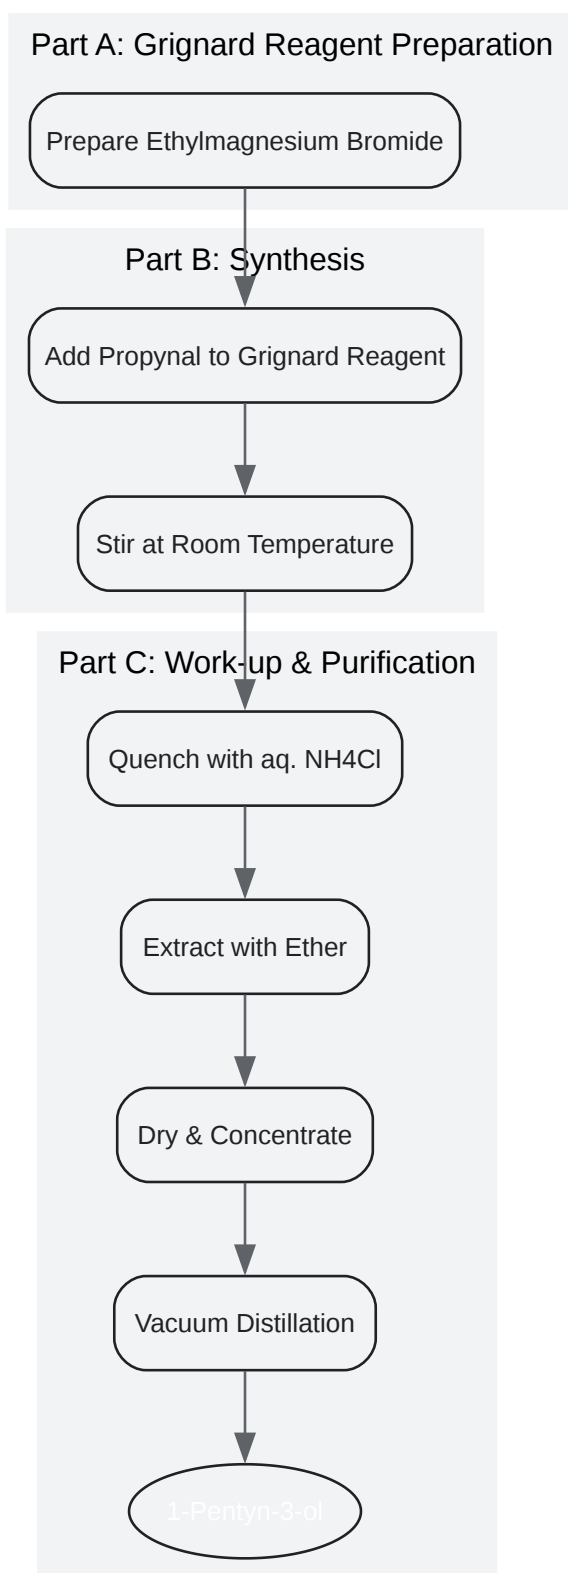 Part A: Grignard Reagent Preparation
Prepare Ethylmagnesium Bromide
Part B: Synthesis
Add Propynal to Grignard Reagent
Stir at Room Temperature
Part C: Work-up & Purification
Quench with aq. NH4Cl
Extract with Ether
Dry & Concentrate
Vacuum Distillation
1-Pentyn-3-ol